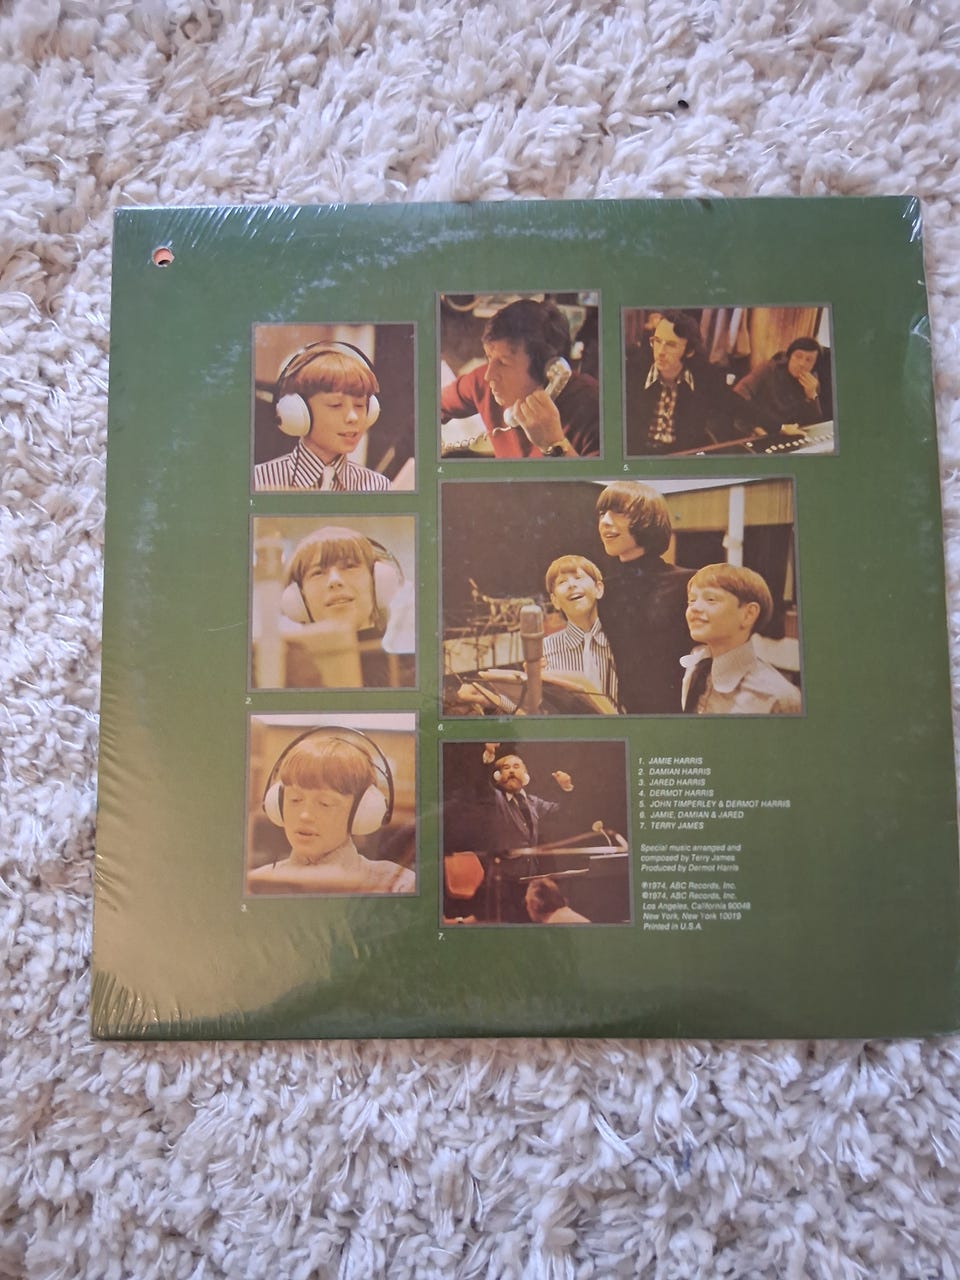 1.
4.
5.
2.
6.
3.
7.
1. JAMIE HARRIS
2. DAMIAN HARRIS
3. JARED HARRIS
4. DERMOT HARRIS
5. JOHN TIMPERLEY & DERMOT HARRIS
6. JAMIE, DAMIAN & JARED
7. TERRY JAMES
Special music arranged and
composed by Terry James
Produced by Dermot Harris
℗1974, ABC Records, Inc.
©1974, ABC Records, Inc.
Los Angeles, California 90048
New York, New York 10019
Printed in U.S.A.